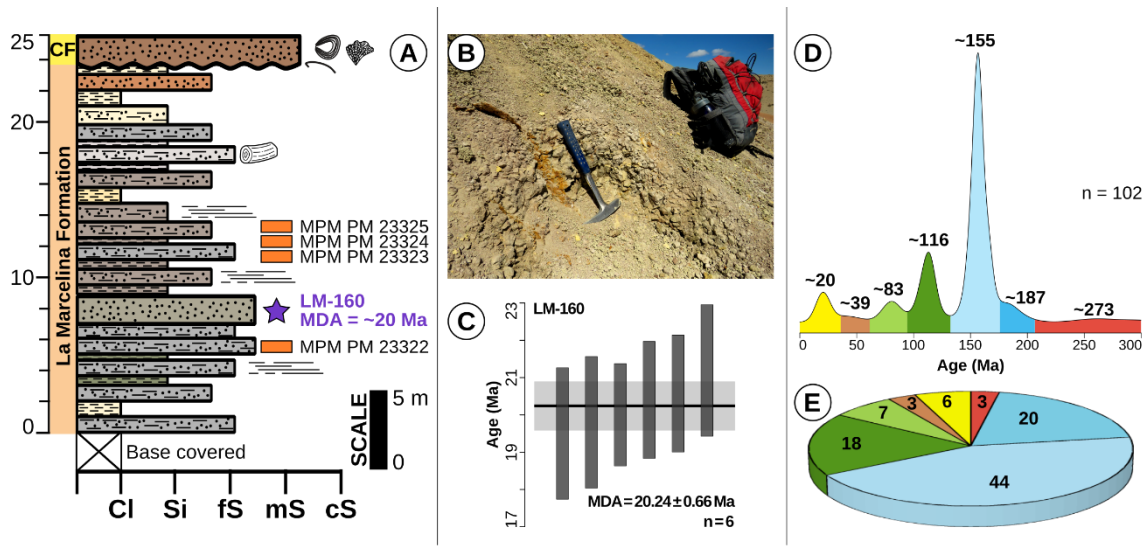 A
25
CF
20
10
0
La Marcelina Formation
MPM PM 23325
MPM PM 23324
MPM PM 23323
LM-160
MDA = ~20 Ma
MPM PM 23322
SCALE
5 m
0
Base covered
Cl Si fS mS cS
B
C
LM-160
Age (Ma)
23
21
19
17
MDA = 20.24 ± 0.66 Ma
n = 6
D
~155
n = 102
~116
~20
~83
~39
~187
~273
0 50 100 150 200 250 300
Age (Ma)
E
3
20
44
18
7
3
6